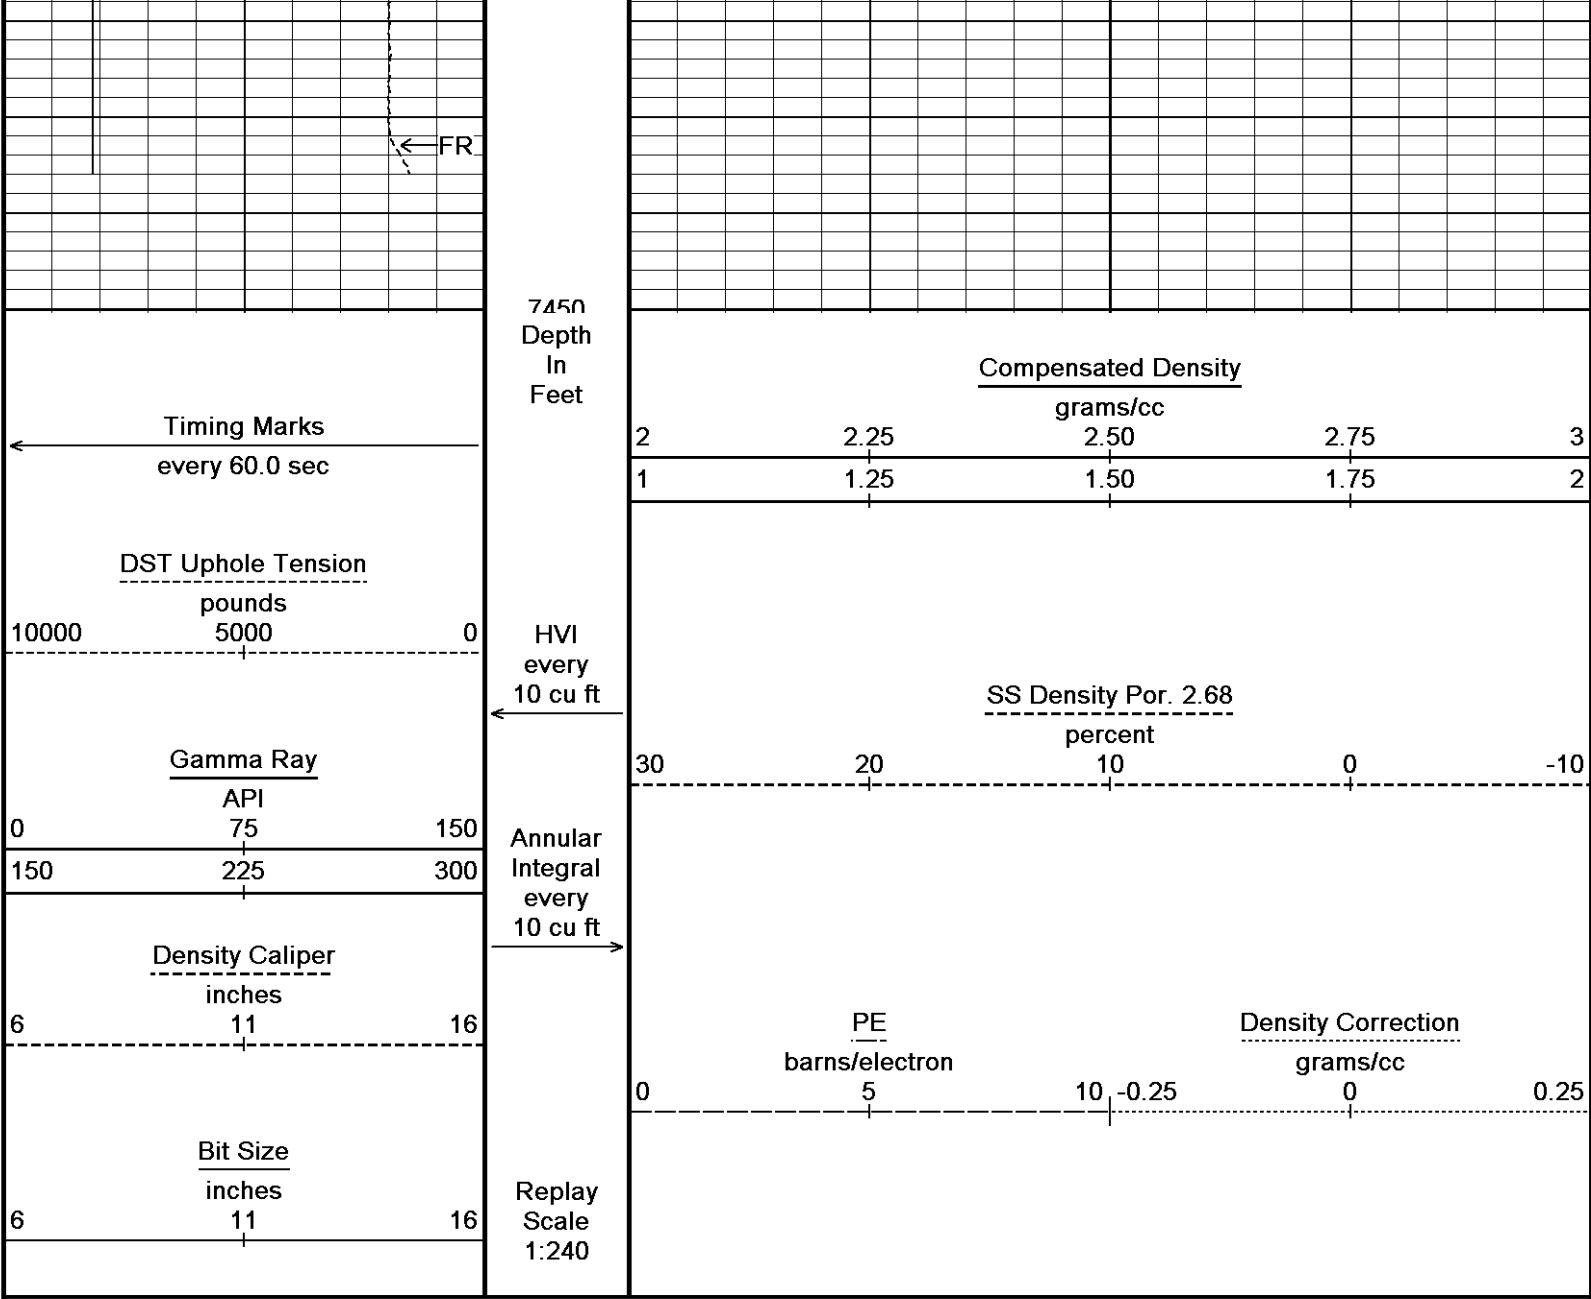 FR
7450
Depth
In
Feet
Timing Marks
every 60.0 sec
DST Uphole Tension
pounds
10000 5000 0
Gamma Ray
API
0 75 150
150 225 300
Density Caliper
inches
6 11 16
Bit Size
inches
6 11 16
HVI
every
10 cu ft
Annular
Integral
every
10 cu ft
Replay
Scale
1:240
Compensated Density
grams/cc
2 2.25 2.50 2.75 3
1 1.25 1.50 1.75 2
SS Density Por. 2.68
percent
30 20 10 0 -10
PE
barns/electron
0 5 10
Density Correction
grams/cc
-0.25 0 0.25